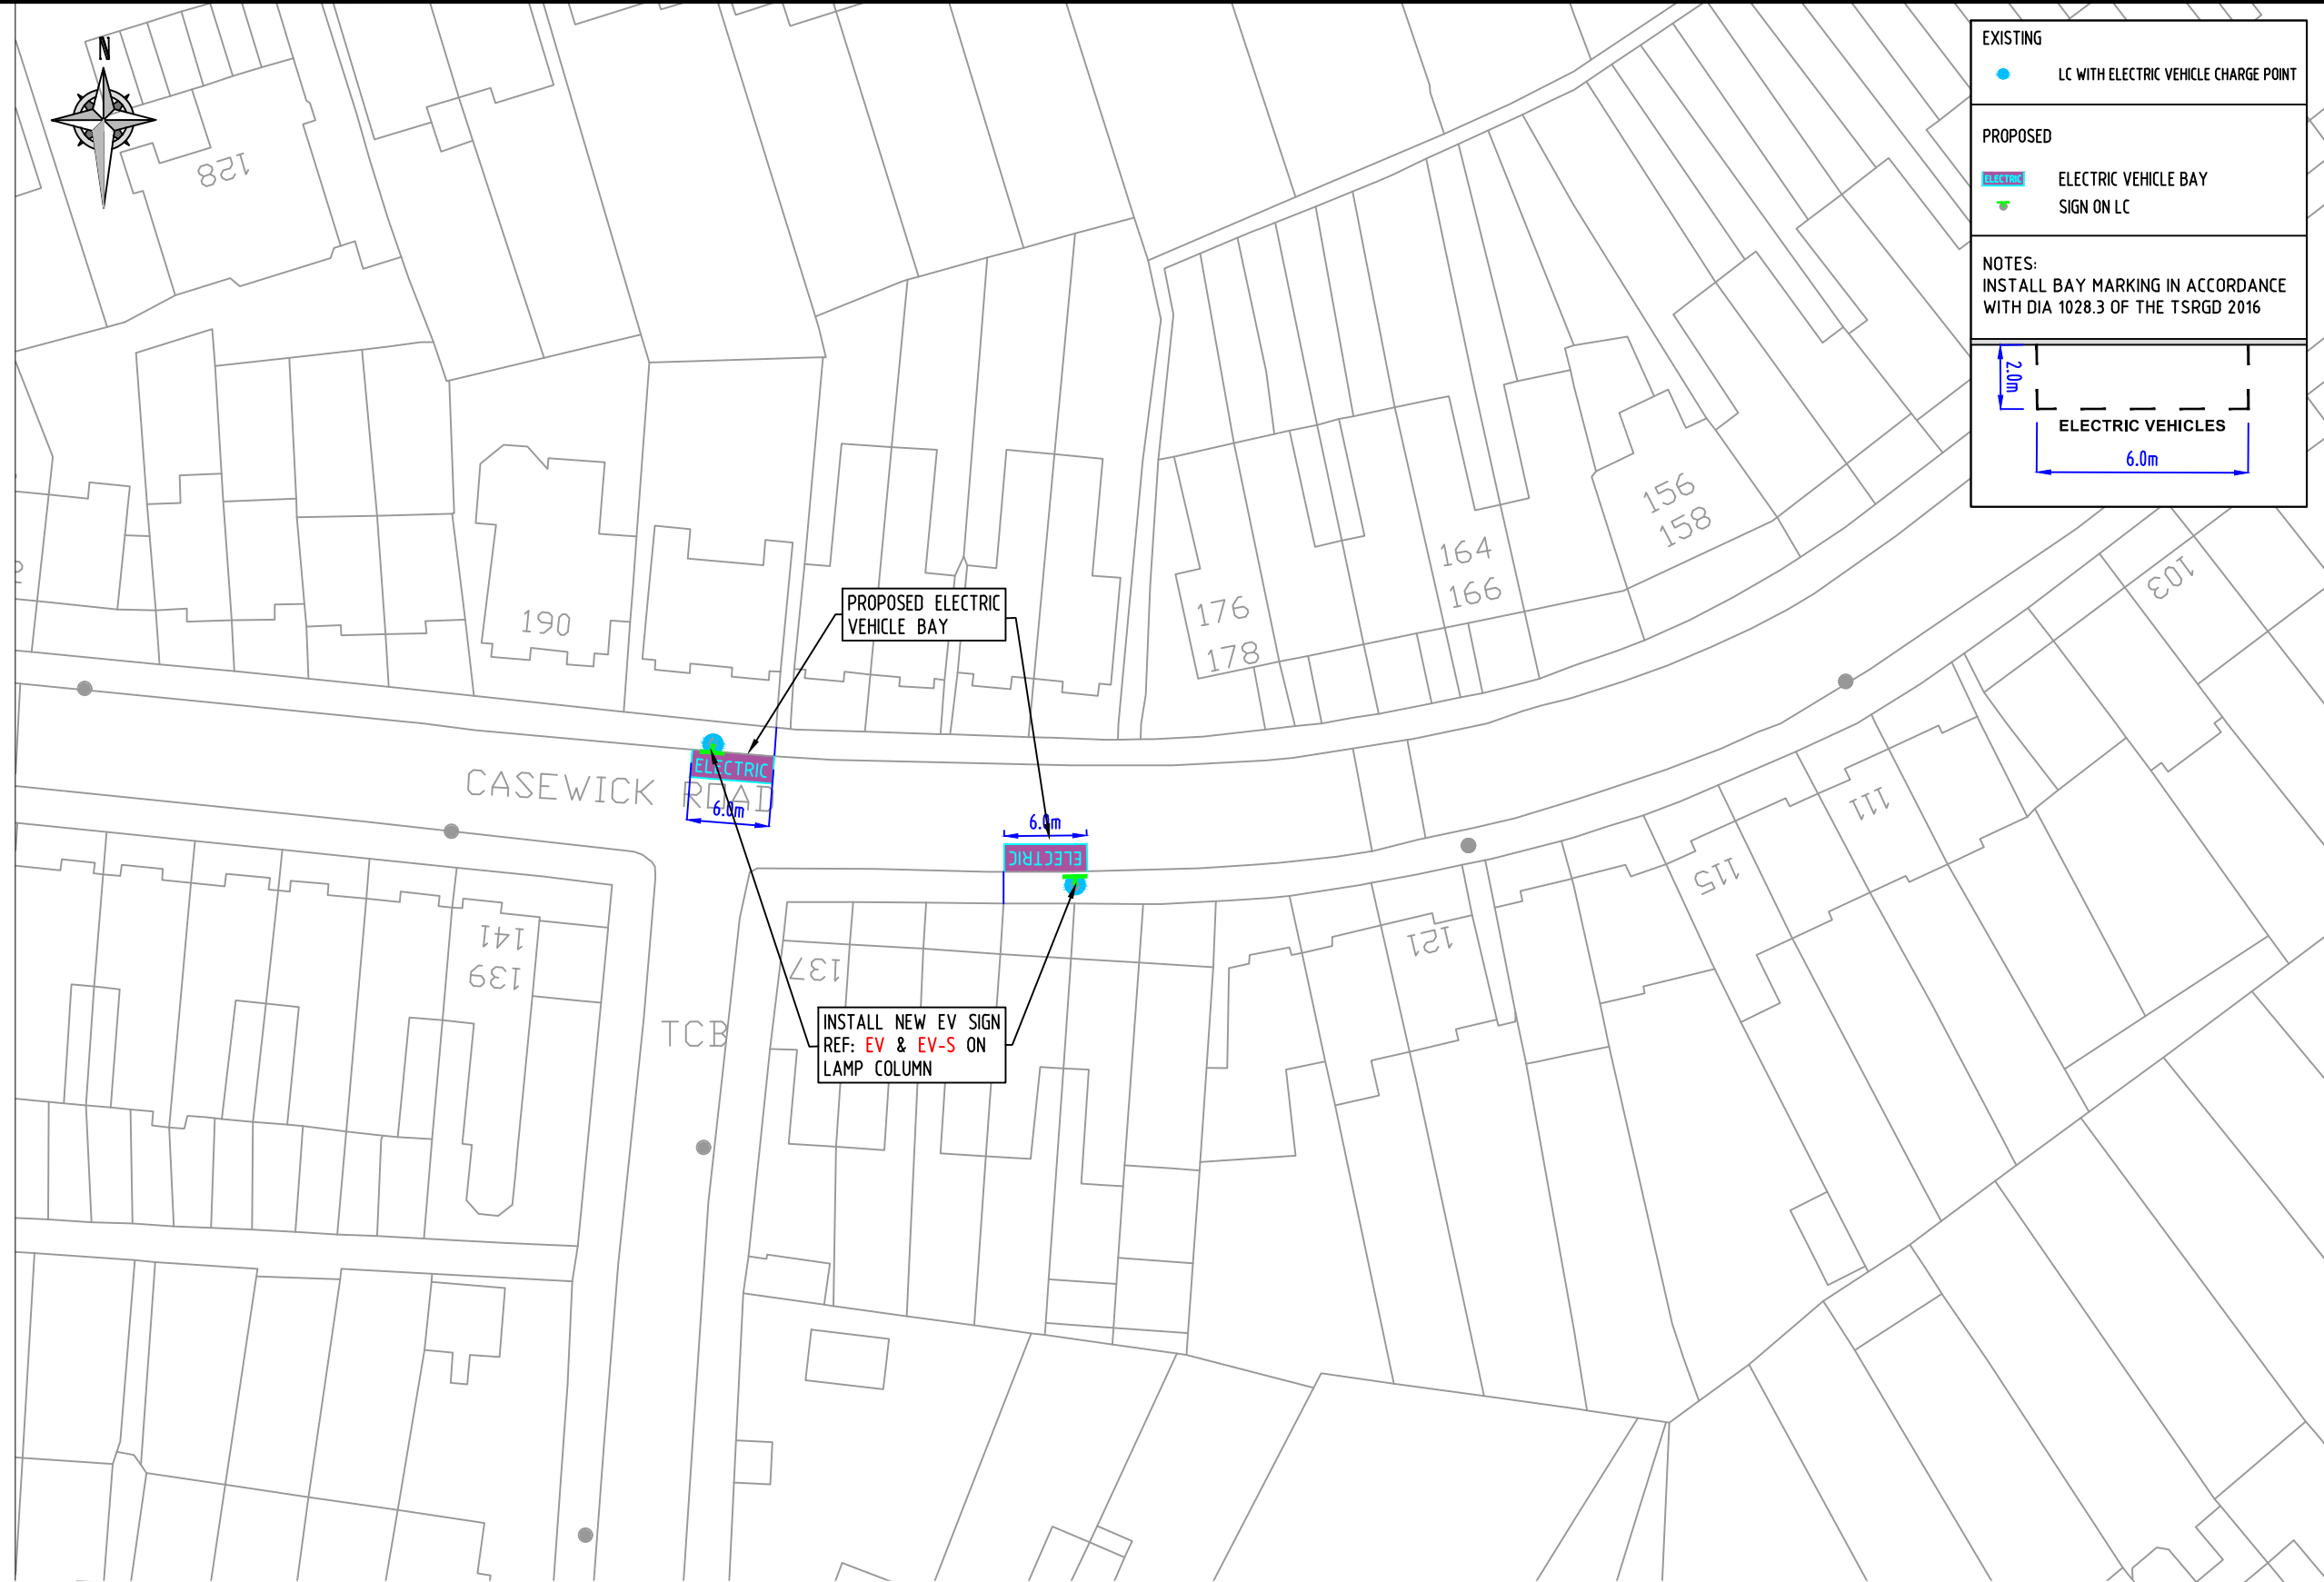 N
EXISTING
LC WITH ELECTRIC VEHICLE CHARGE POINT
PROPOSED
ELECTRIC
ELECTRIC VEHICLE BAY
SIGN ON LC
NOTES:
INSTALL BAY MARKING IN ACCORDANCE
WITH DIA 1028.3 OF THE TSRGD 2016
2.0m
ELECTRIC VEHICLES
6.0m
128
156
158
164
166
103
176
178
190
PROPOSED ELECTRIC
VEHICLE BAY
ELECTRIC
CASEWICK ROAD
6.0m
6.0m
ELECTRIC
111
115
121
141
139
137
TCB
INSTALL NEW EV SIGN
REF: EV & EV-S ON
LAMP COLUMN